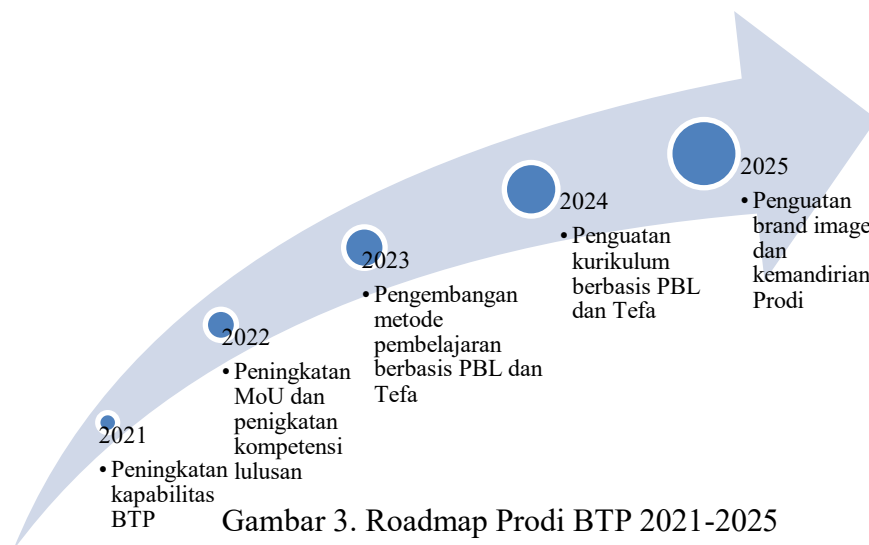 2021
• Peningkatan
kapabilitas
BTP
2022
• Peningkatan
MoU dan
penigkatan
kompetensi
lulusan
2023
• Pengembangan
metode
pembelajaran
berbasis PBL dan
Tefa
2024
• Penguatan
kurikulum
berbasis PBL
dan Tefa
2025
• Penguatan
brand image
dan
kemandirian
Prodi
Gambar 3. Roadmap Prodi BTP 2021-2025